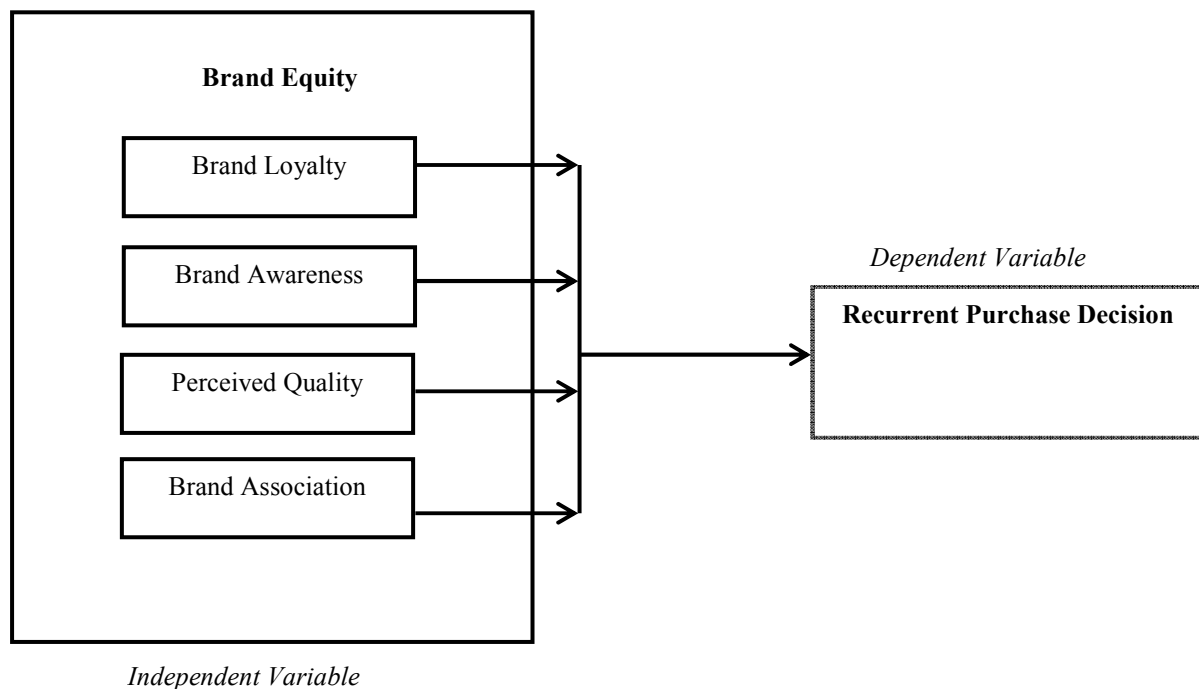 Brand Equity
Brand Loyalty
Brand Awareness
Perceived Quality
Brand Association
Independent Variable
Dependent Variable
Recurrent Purchase Decision